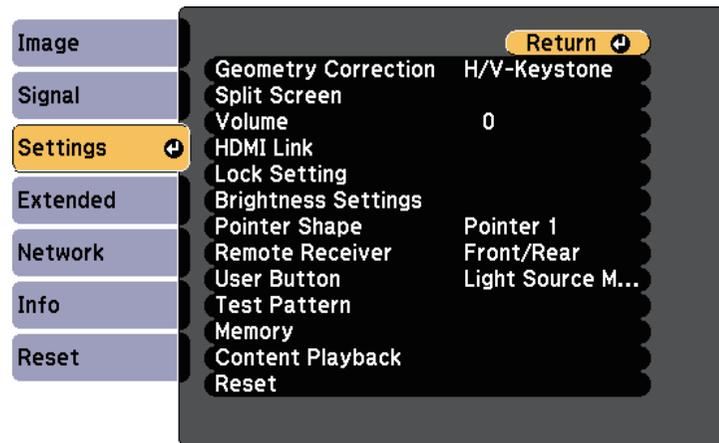 Image
Signal
Settings
Extended
Network
Info
Reset
Return
Geometry Correction H/V-Keystone
Split Screen
Volume 0
HDMI Link
Lock Setting
Brightness Settings
Pointer Shape Pointer 1
Remote Receiver Front/Rear
User Button Light Source M...
Test Pattern
Memory
Content Playback
Reset